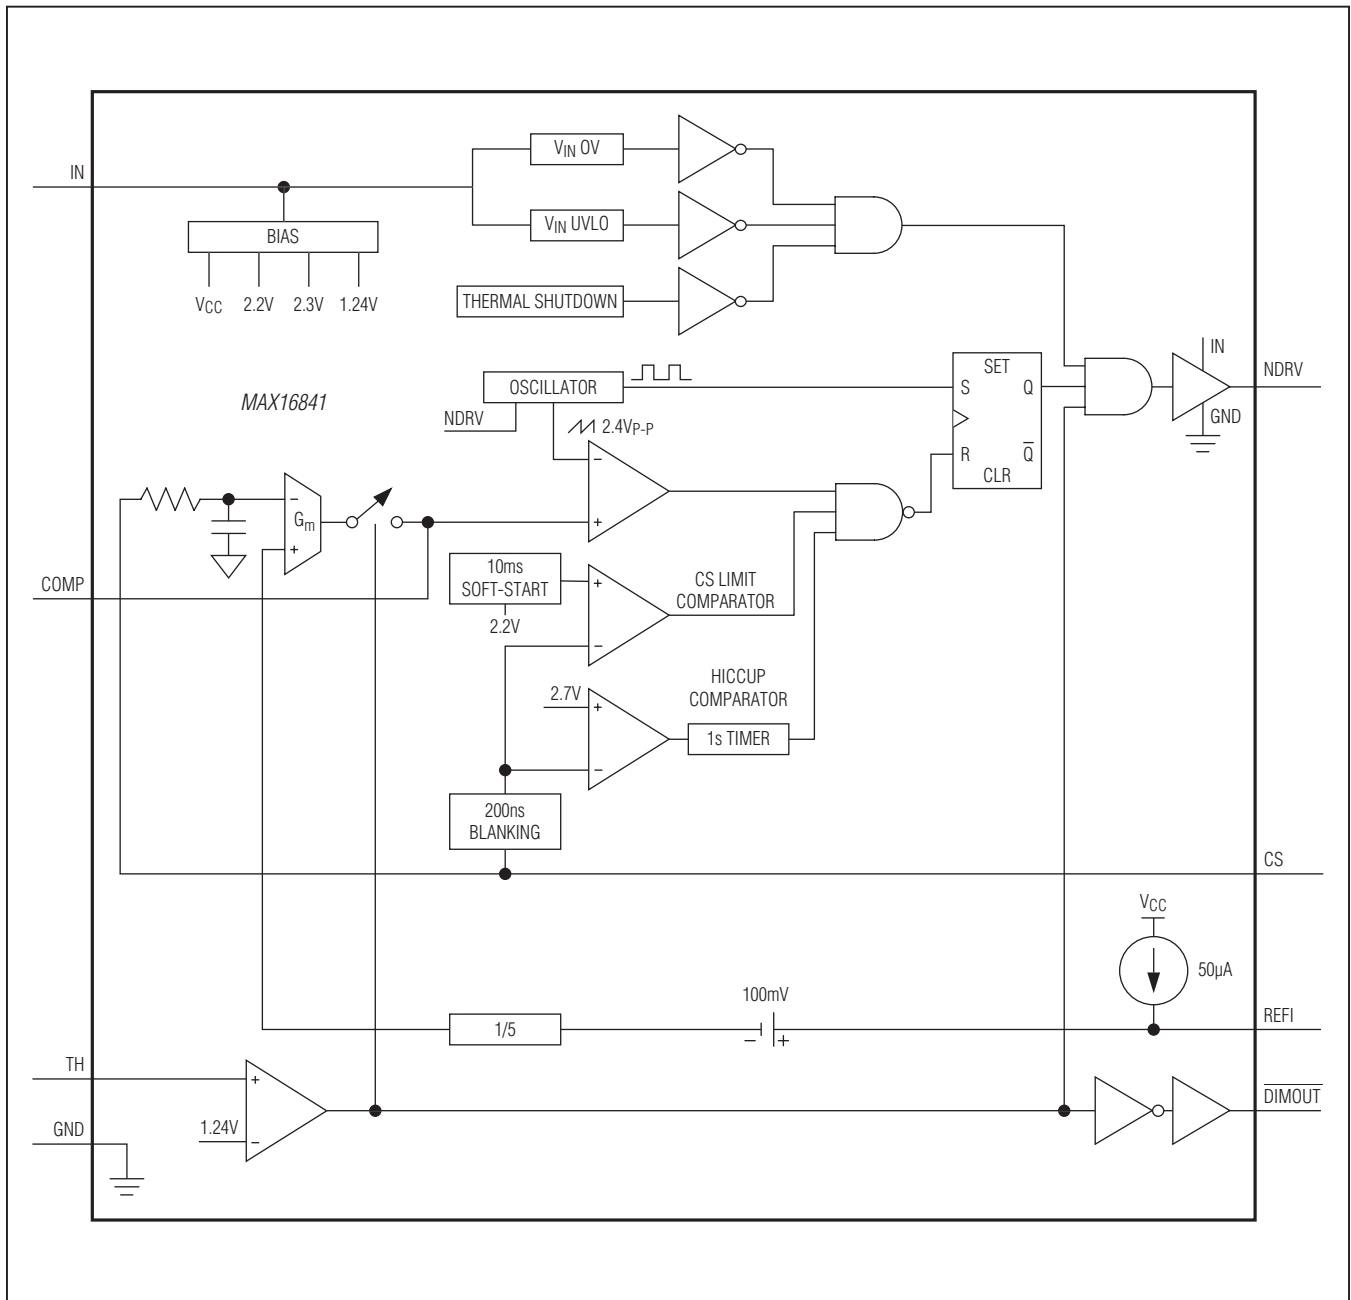 IN
VIN OV
VIN UVLO
BIAS
VCC 2.2V 2.3V 1.24V
THERMAL SHUTDOWN
MAX16841
OSCILLATOR
NDRV
2.4VP-P
SET
S Q
R Q̅
CLR
IN
NDRV
GND
−
Gm
+
−
+
COMP
10ms
SOFT-START
2.2V
+
−
CS LIMIT
COMPARATOR
HICCUP
COMPARATOR
2.7V
+
−
1s TIMER
200ns
BLANKING
CS
VCC
50µA
100mV
− +
1/5
REFI
TH
+
1.24V
−
GND
D̅I̅M̅O̅U̅T̅